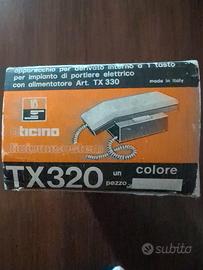 apparecchio per derivato interno a 1 tasto
per impianto di portiere elettrico
con alimentatore Art. TX 330
made in Italy
bticino
TX320
un
pezzo
colore
subito